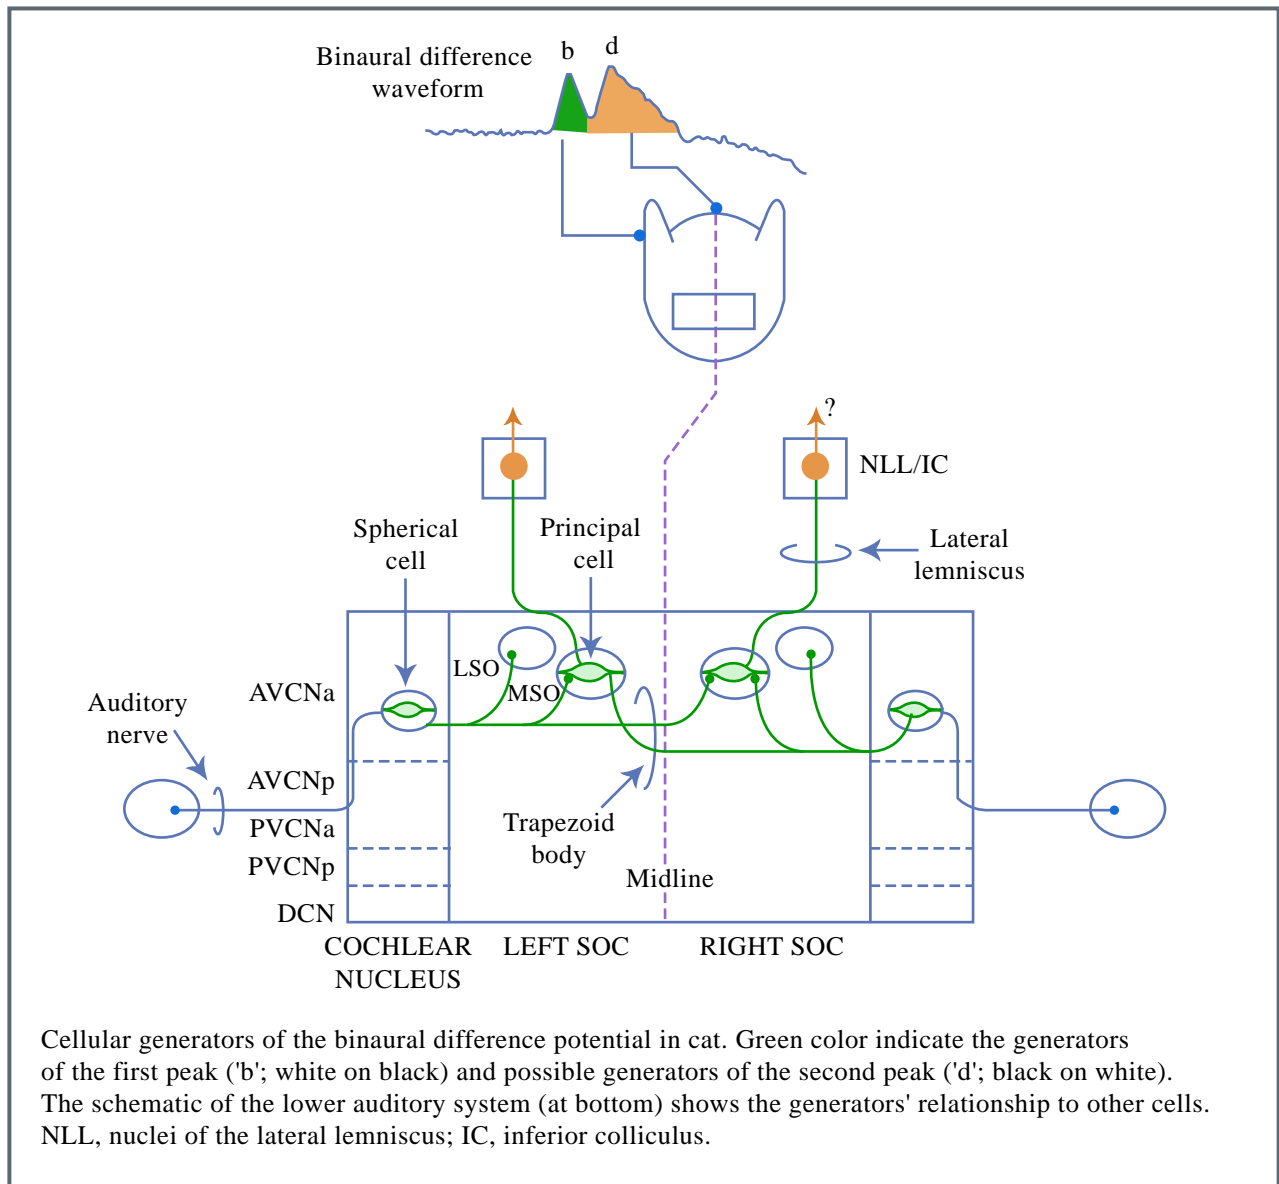 b
d
Binaural difference
waveform
?
NLL/IC
Spherical
cell
Principal
cell
Lateral
lemniscus
LSO
MSO
AVCNa
Auditory
nerve
AVCNp
PVCNa
PVCNp
DCN
Trapezoid
body
Midline
COCHLEAR
NUCLEUS
LEFT SOC
RIGHT SOC
Cellular generators of the binaural difference potential in cat. Green color indicate the generators
of the first peak ('b'; white on black) and possible generators of the second peak ('d'; black on white).
The schematic of the lower auditory system (at bottom) shows the generators' relationship to other cells.
NLL, nuclei of the lateral lemniscus; IC, inferior colliculus.